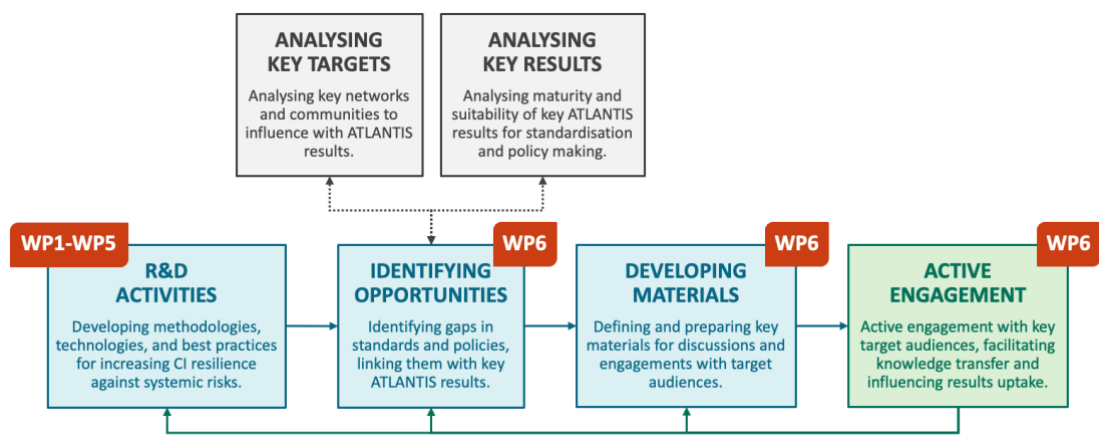 ANALYSING
KEY TARGETS
Analysing key networks
and communities to
influence with ATLANTIS
results.
ANALYSING
KEY RESULTS
Analysing maturity and
suitability of key ATLANTIS
results for standardisation
and policy making.
WP1-WP5
R&D
ACTIVITIES
Developing methodologies,
technologies, and best practices
for increasing CI resilience
against systemic risks.
WP6
IDENTIFYING
OPPORTUNITIES
Identifying gaps in
standards and policies,
linking them with key
ATLANTIS results.
WP6
DEVELOPING
MATERIALS
Defining and preparing key
materials for discussions and
engagements with target
audiences.
WP6
ACTIVE
ENGAGEMENT
Active engagement with key
target audiences, facilitating
knowledge transfer and
influencing results uptake.